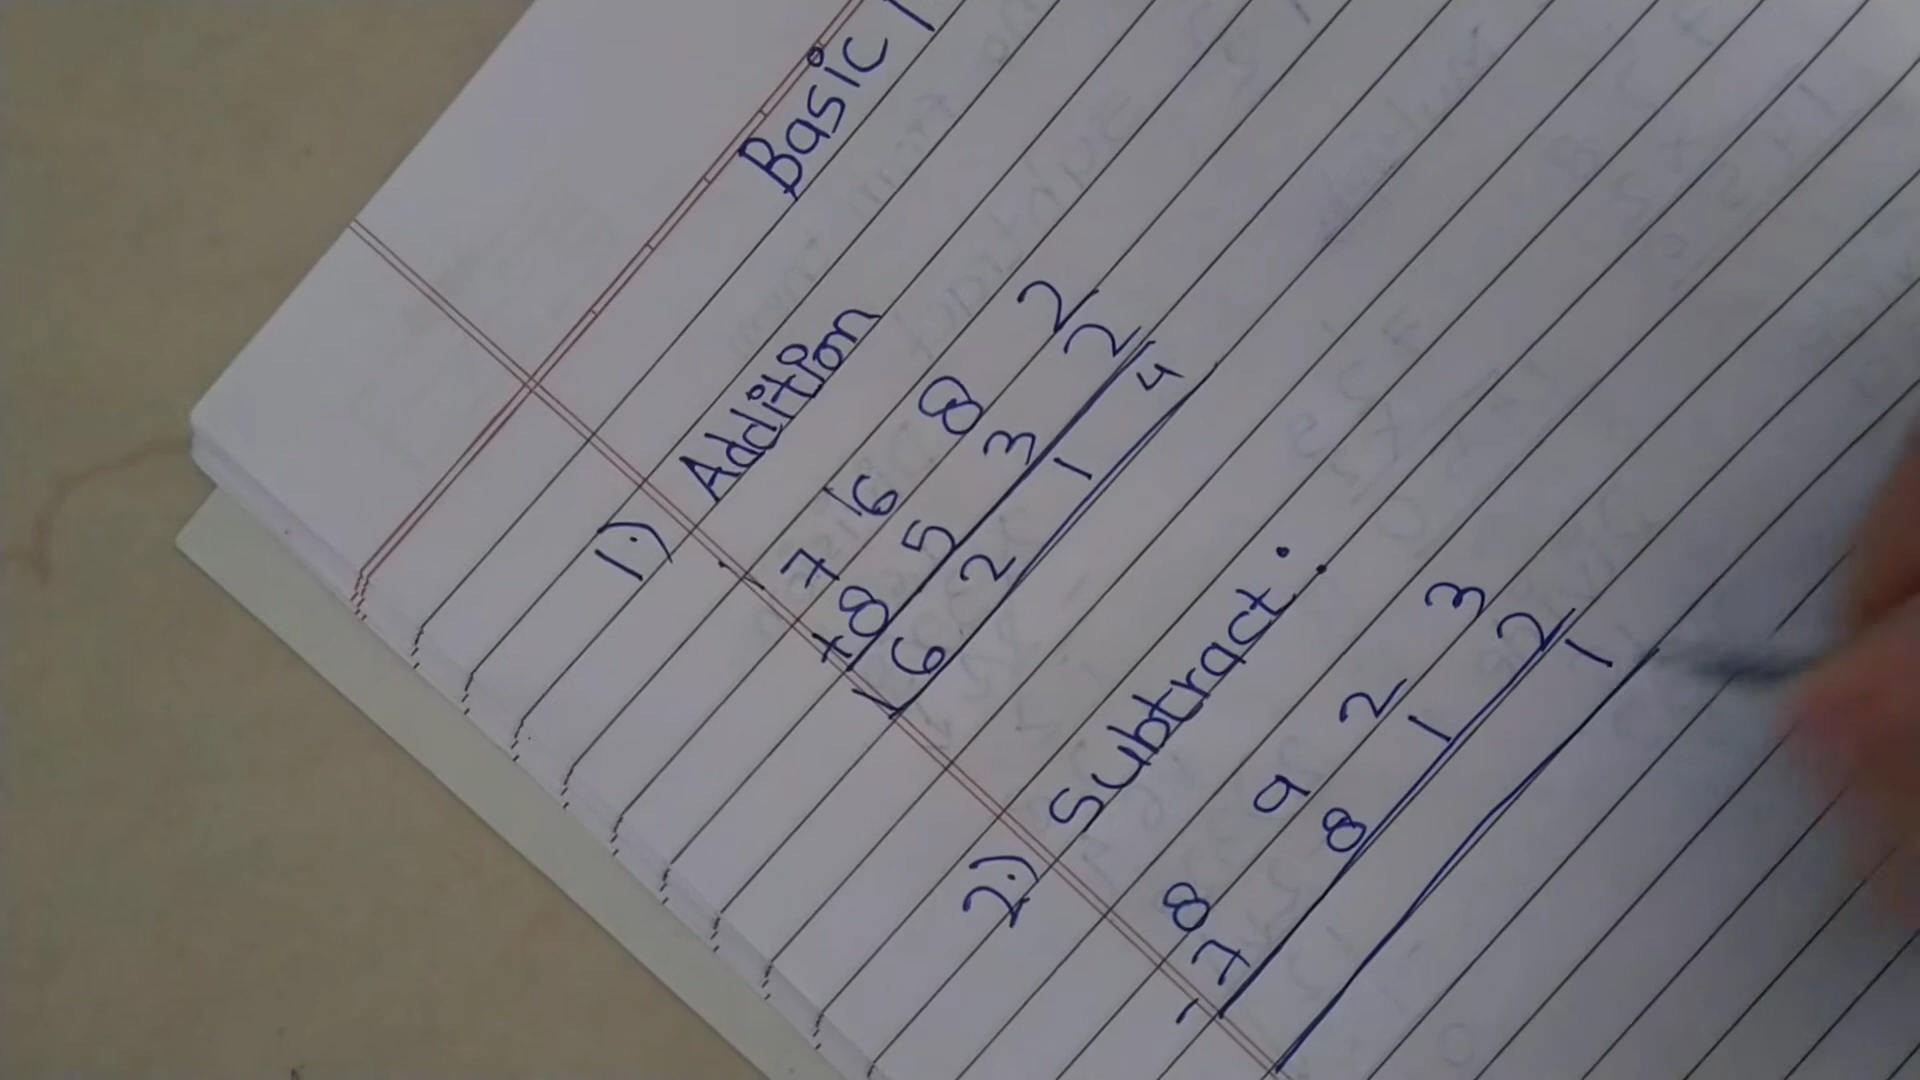 Basic
1.) Addition
7 6 8 2
+ 8 5 3 2
1 6 2 1 4
2.) Subtract.
8 9 2 3
- 7 8 1 2
1